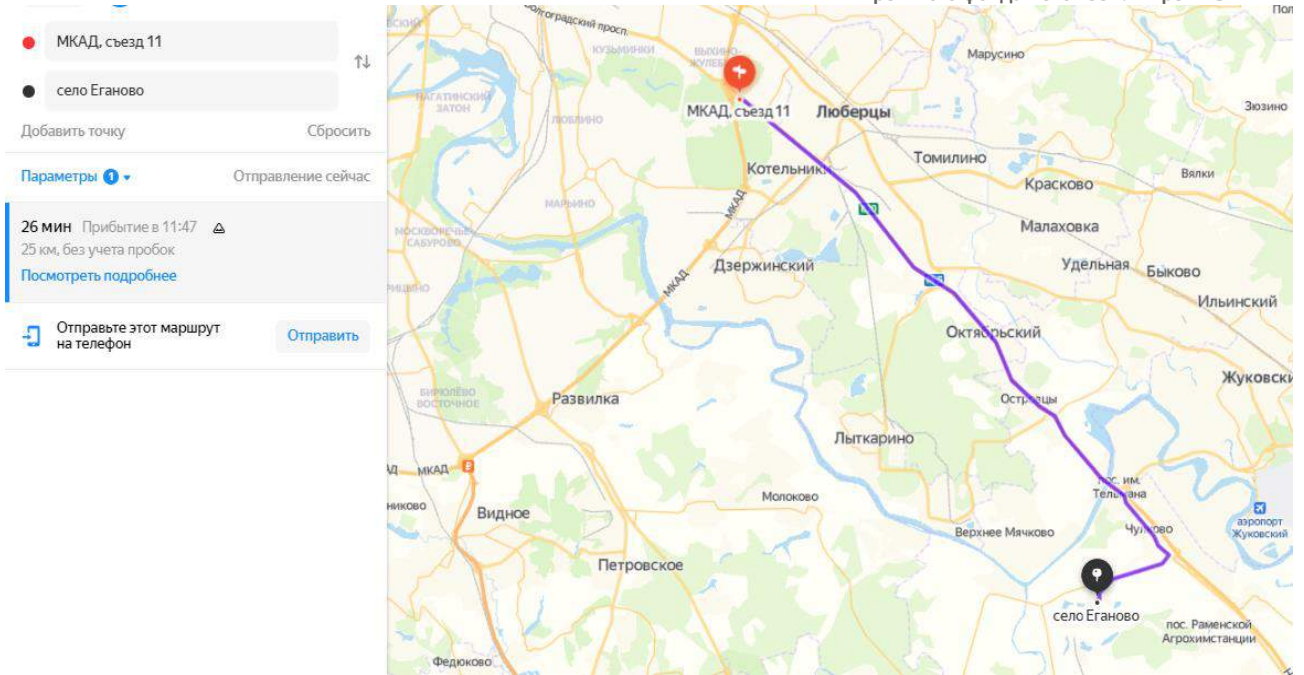 МКАД, съезд 11
село Еганово
Добавить точку
Сбросить
Параметры 1
Отправление сейчас
26 мин Прибытие в 11:47
25 км, без учета пробок
Посмотреть подробнее
Отправьте этот маршрут
на телефон
Отправить
Волгоградский просп.
КУЗЬМИНКИ
ВЫХИНО-
ЖУЛЕБИНО
Марусино
НАГАТИНСКИЙ
ЗАТОН
ЛЮБЛИНО
МКАД, съезд 11
Люберцы
Зюзино
Томилино
Котельники
Красково
Вялки
МАРЬИНО
МКАД
МОСКВОРЕЧЬЕ-
САБУРОВО
Малаховка
Дзержинский
Удельная
Быково
МКАД
Ильинский
Октябрьский
Жуковски
БИРЮЛЁВО
ВОСТОЧНОЕ
Развилка
Островцы
Лыткарино
МКАД
пос. им.
Тельмана
Молоково
Видное
Верхнее Мячково
Чулково
аэропорт
Жуковский
Петровское
село Еганово
пос. Раменской
Агрохимстанции
Федюково